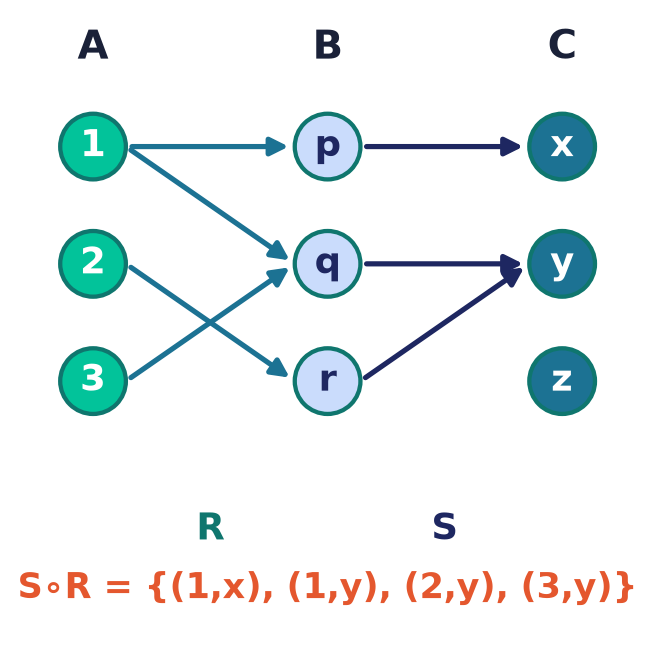 A B C
1 p x
2 q y
3 r z
R S
S∘R = {(1,x), (1,y), (2,y), (3,y)}